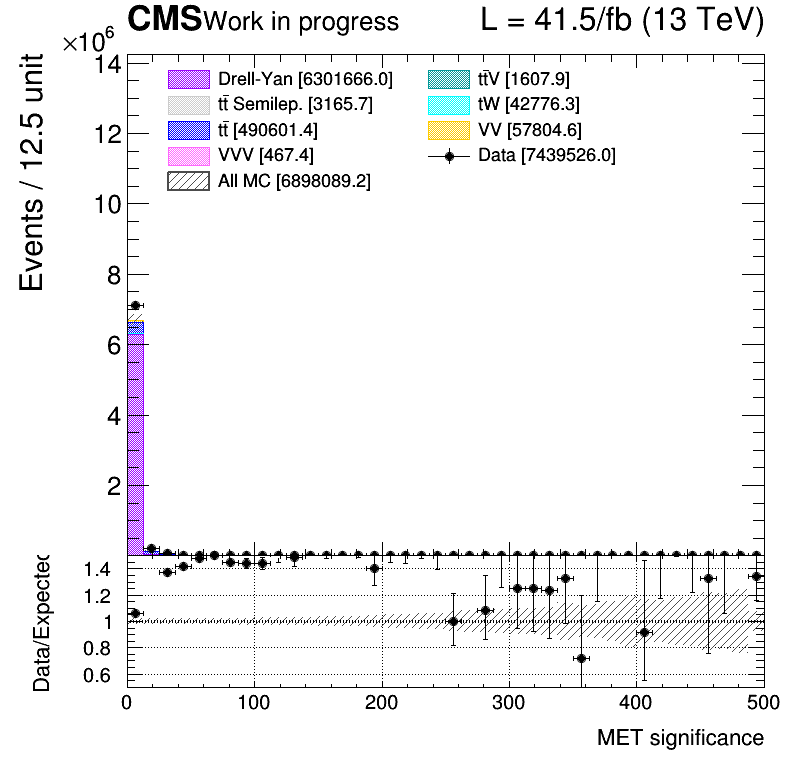 CMS Work in progress L = 41.5/fb (13 TeV)
×10⁶
Events / 12.5 unit
14
12
10
8
6
4
2
Drell-Yan [6301666.0]
tt̄ Semilep. [3165.7]
tt̄ [490601.4]
VVV [467.4]
All MC [6898089.2]
tt̄V [1607.9]
tW [42776.3]
VV [57804.6]
Data [7439526.0]
Data/Expected
1.4
1.2
1
0.8
0.6
0 100 200 300 400 500
MET significance